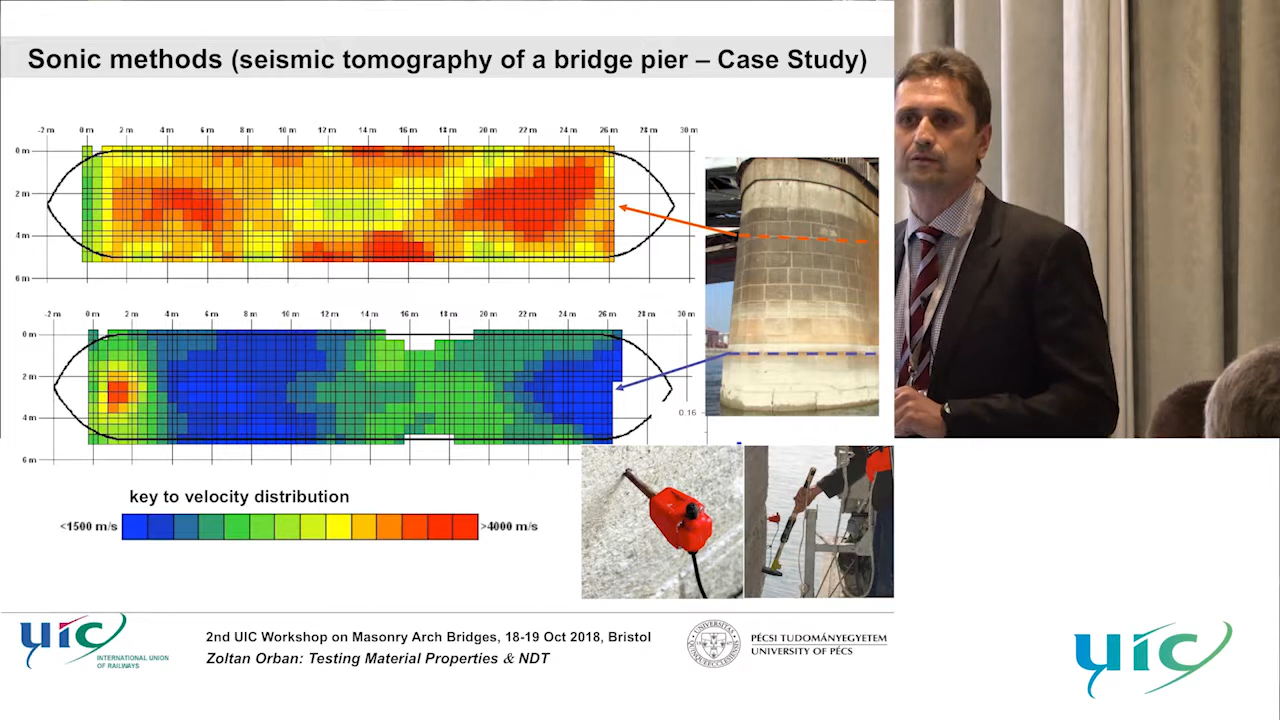 Sonic methods (seismic tomography of a bridge pier – Case Study)
-2 m 0 m 2 m 4 m 6 m 8 m 10 m 12 m 14 m 16 m 18 m 20 m 22 m 24 m 26 m 28 m 30 m
0 m
2 m
4 m
6 m
-2 m 0 m 2 m 4 m 6 m 8 m 10 m 12 m 14 m 16 m 18 m 20 m 22 m 24 m 26 m 28 m 30 m
0 m
2 m
4 m
0.16
6 m
key to velocity distribution
<1500 m/s >4000 m/s
uic
INTERNATIONAL UNION
OF RAILWAYS
2nd UIC Workshop on Masonry Arch Bridges, 18-19 Oct 2018, Bristol
Zoltan Orban: Testing Material Properties & NDT
PÉCSI TUDOMÁNYEGYETEM
UNIVERSITY OF PÉCS
uic